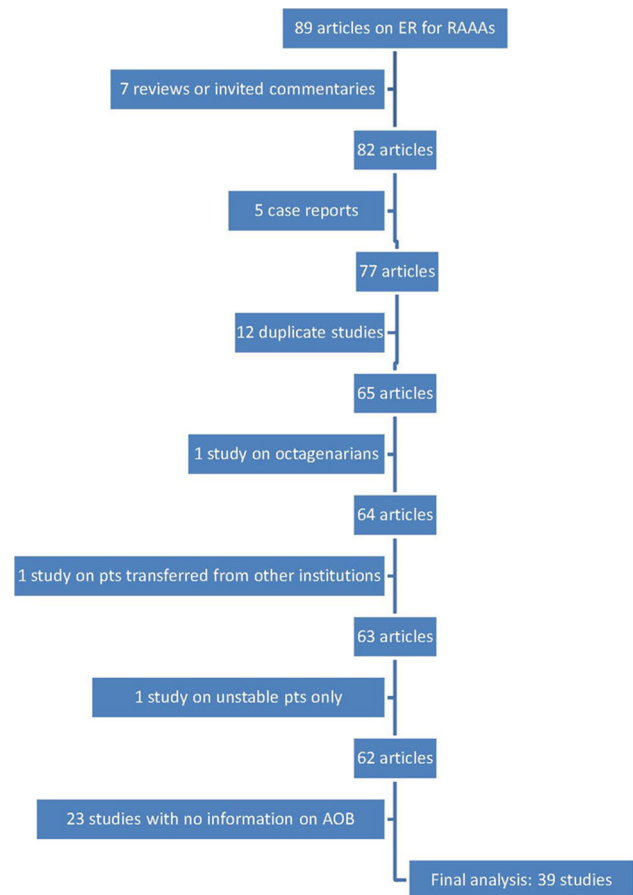 89 articles on ER for RAAAs
7 reviews or invited commentaries
82 articles
5 case reports
77 articles
12 duplicate studies
65 articles
1 study on octagenarians
64 articles
1 study on pts transferred from other institutions
63 articles
1 study on unstable pts only
62 articles
23 studies with no information on AOB
Final analysis: 39 studies